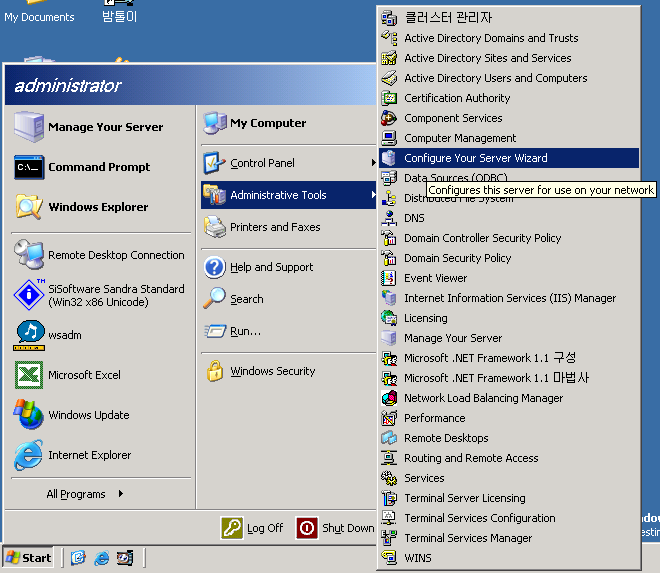 My Documents
밤톨이
administrator
Manage Your Server
Command Prompt
Windows Explorer
Remote Desktop Connection
SiSoftware Sandra Standard
(Win32 x86 Unicode)
wsadm
Microsoft Excel
Windows Update
Internet Explorer
All Programs
My Computer
Control Panel
Administrative Tools
Printers and Faxes
Help and Support
Search
Run...
Windows Security
Log Off
Shut Down
Start
클러스터 관리자
Active Directory Domains and Trusts
Active Directory Sites and Services
Active Directory Users and Computers
Certification Authority
Component Services
Computer Management
Configure Your Server Wizard
Data Sources (ODBC)
Configures this server for use on your network
Distributed File System
DNS
Domain Controller Security Policy
Domain Security Policy
Event Viewer
Internet Information Services (IIS) Manager
Licensing
Manage Your Server
Microsoft .NET Framework 1.1 구성
Microsoft .NET Framework 1.1 마법사
Network Load Balancing Manager
Performance
Remote Desktops
Routing and Remote Access
Services
Terminal Server Licensing
Terminal Services Configuration
Terminal Services Manager
WINS